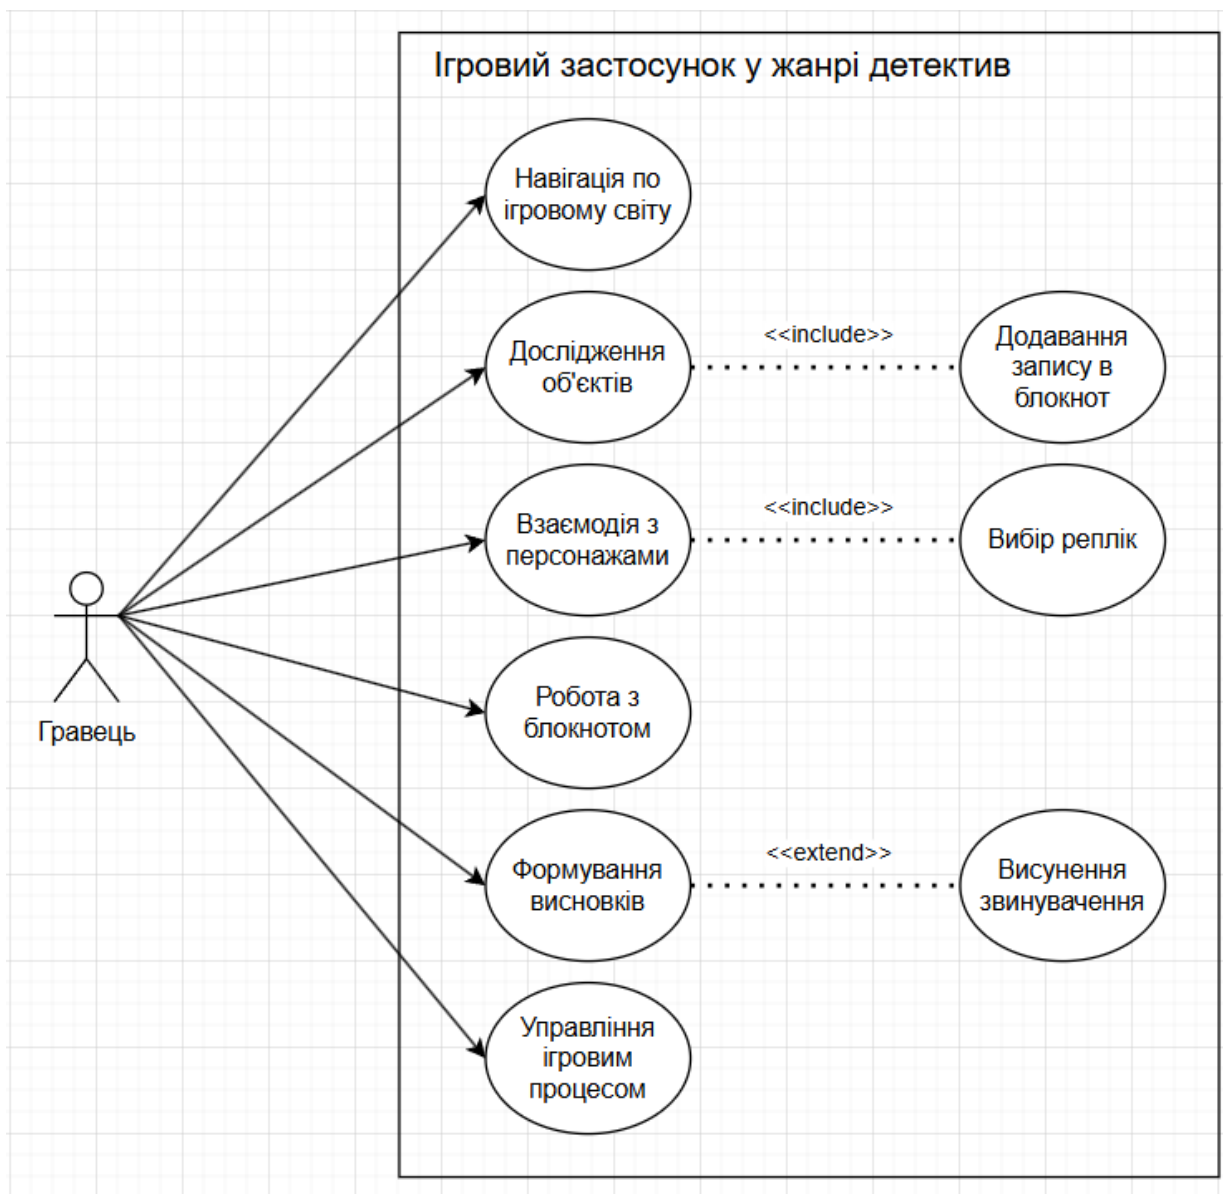 Ігровий застосунок у жанрі детектив
Навігація по
ігровому світу
Дослідження
об'єктів
<<include>>
Додавання
запису в
блокнот
Взаємодія з
персонажами
<<include>>
Вибір реплік
Гравець
Робота з
блокнотом
Формування
висновків
<<extend>>
Висунення
звинувачення
Управління
ігровим
процесом